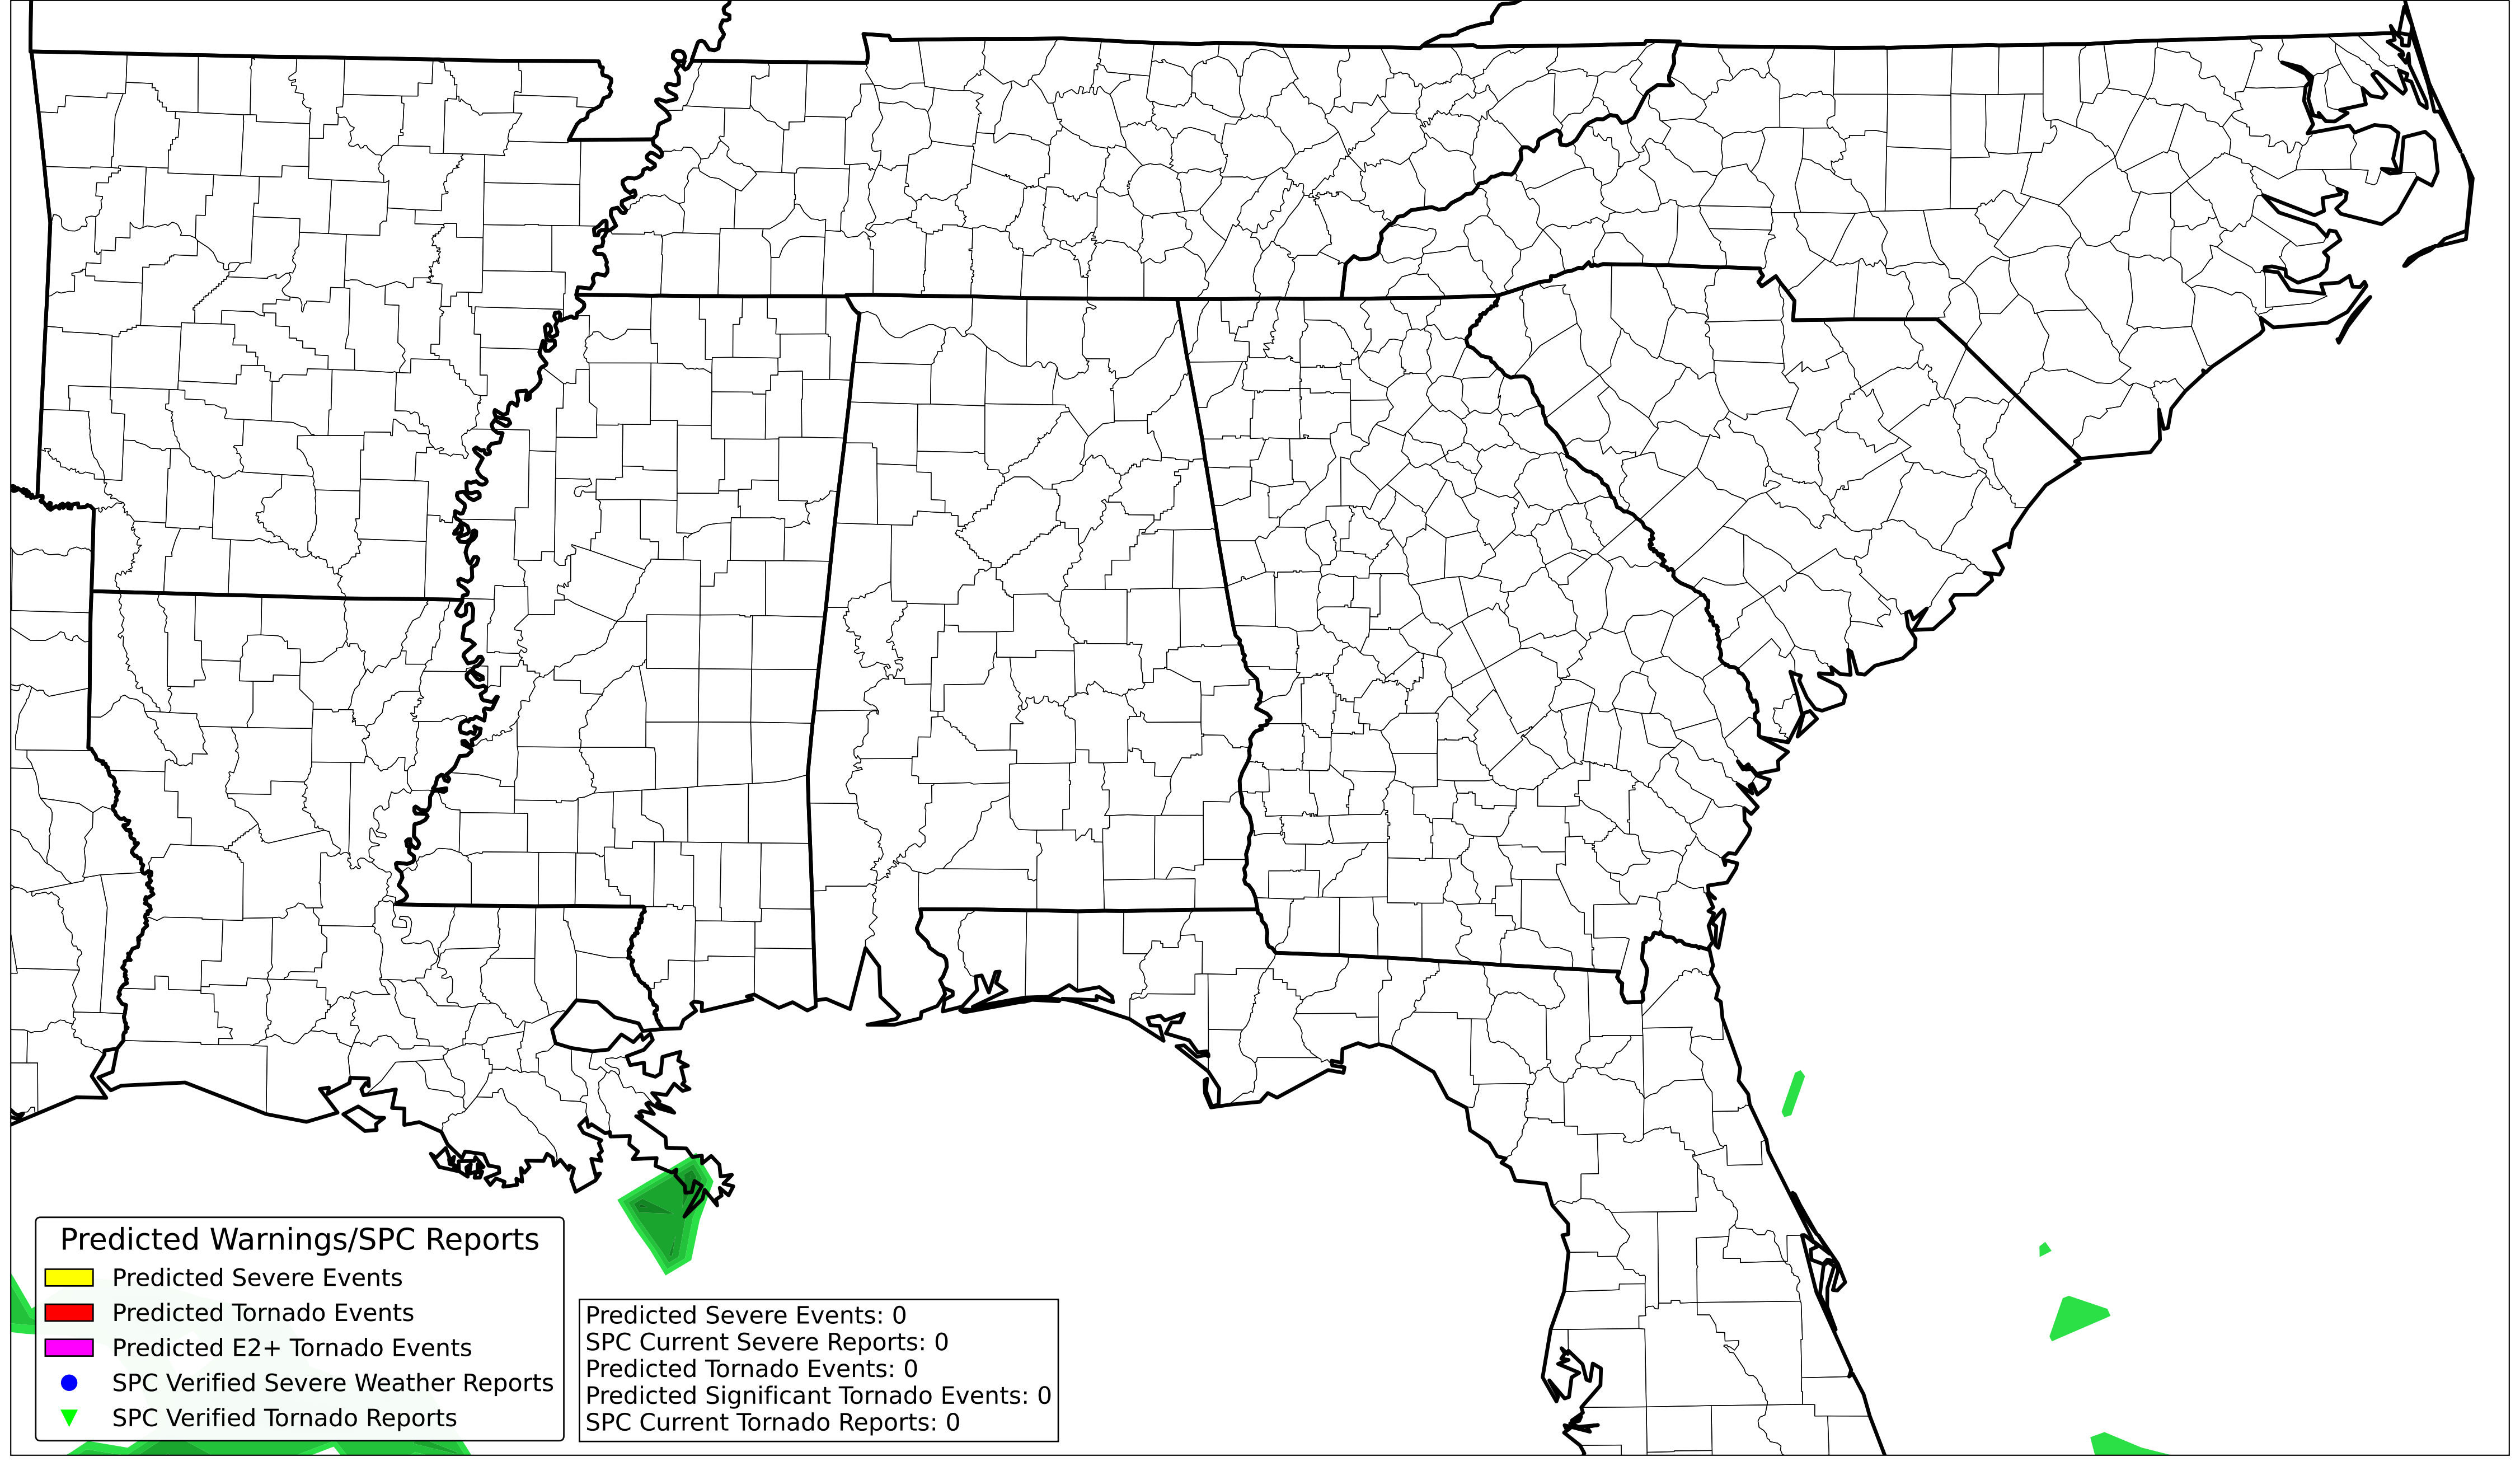 Predicted Warnings/SPC Reports
Predicted Severe Events
Predicted Tornado Events
Predicted E2+ Tornado Events
SPC Verified Severe Weather Reports
SPC Verified Tornado Reports
Predicted Severe Events: 0
SPC Current Severe Reports: 0
Predicted Tornado Events: 0
Predicted Significant Tornado Events: 0
SPC Current Tornado Reports: 0